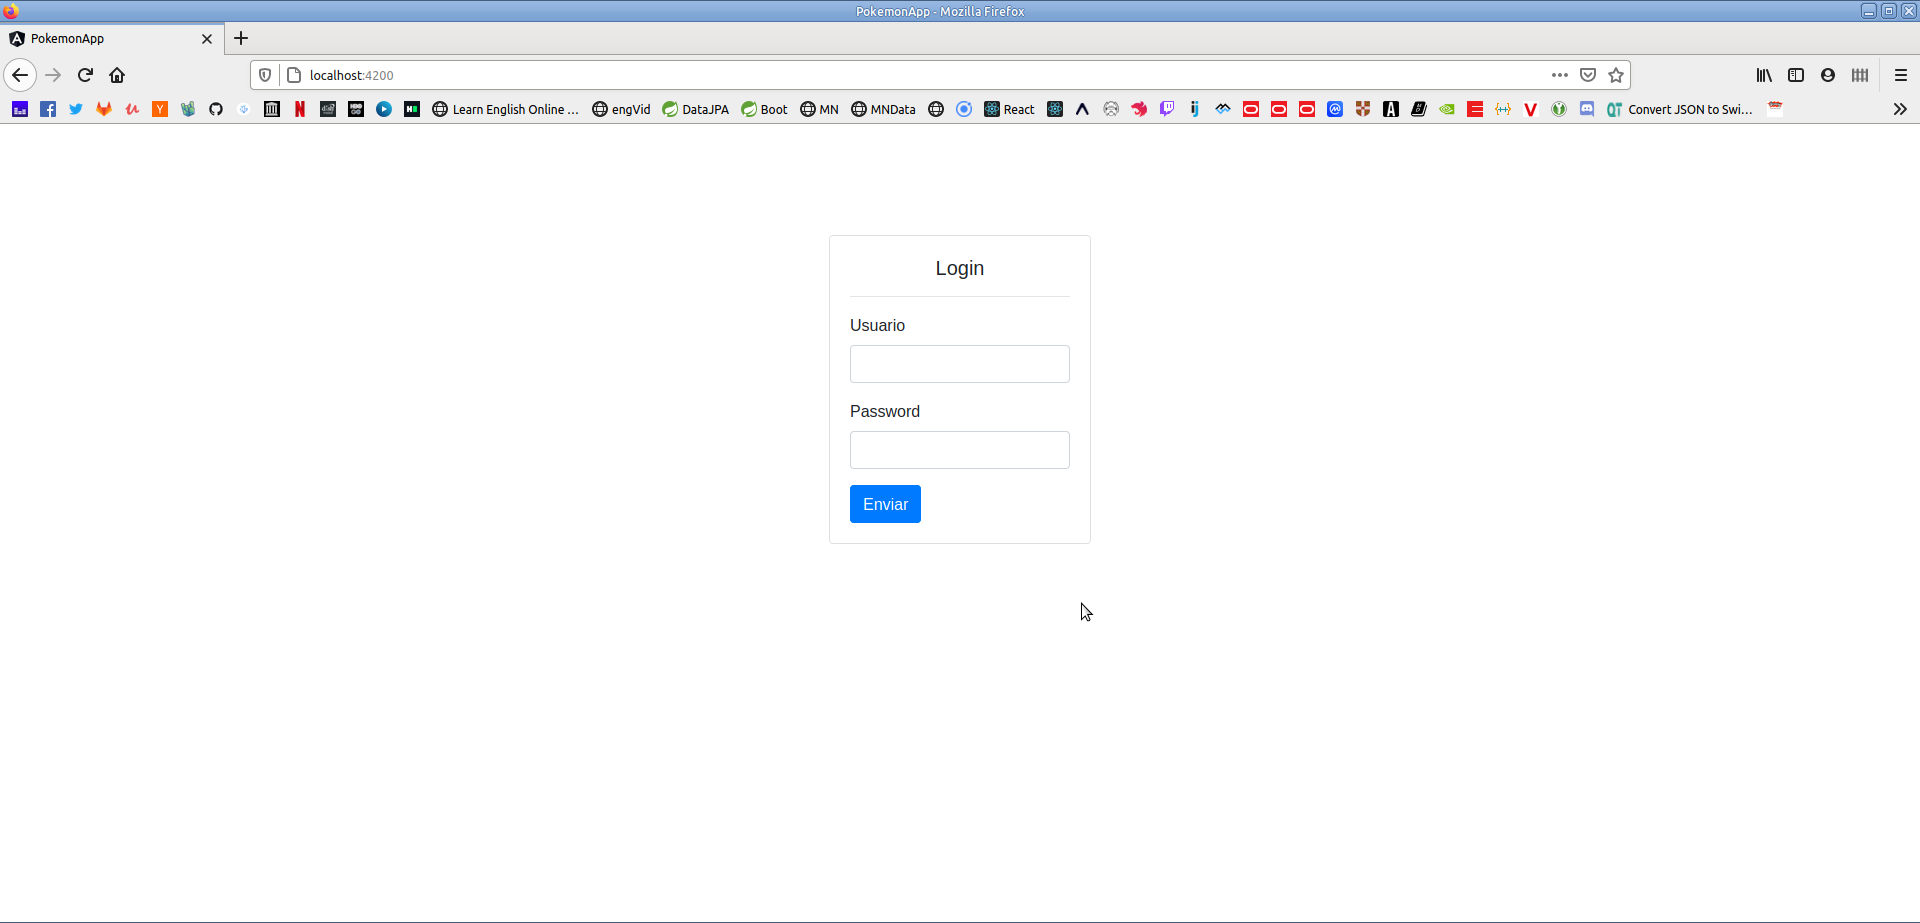 PokemonApp - Mozilla Firefox
PokemonApp
localhost:4200
Learn English Online ... engVid DataJPA Boot MN MNData React Convert JSON to Swi...
Login
Usuario
Password
Enviar